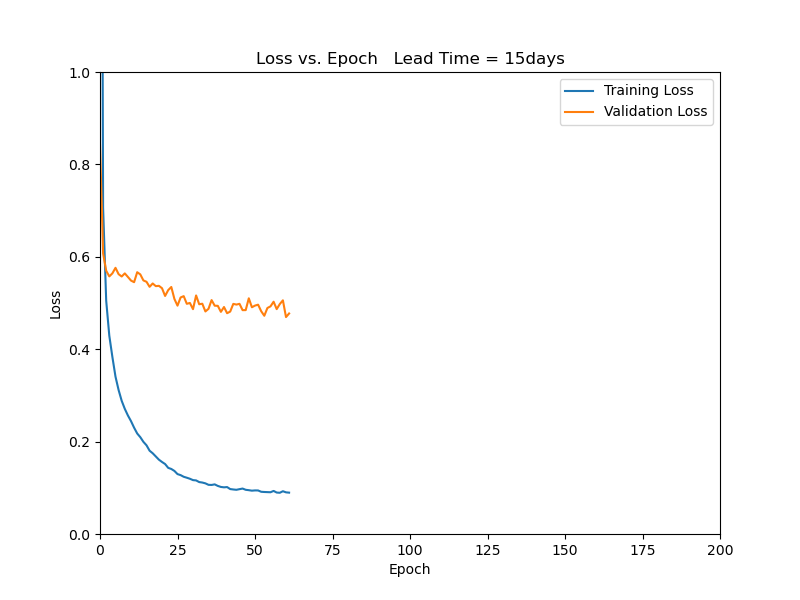 Loss vs. Epoch   Lead Time = 15days
Training Loss
Validation Loss
1.0
0.8
0.6
0.4
0.2
0.0
Loss
0 25 50 75 100 125 150 175 200
Epoch